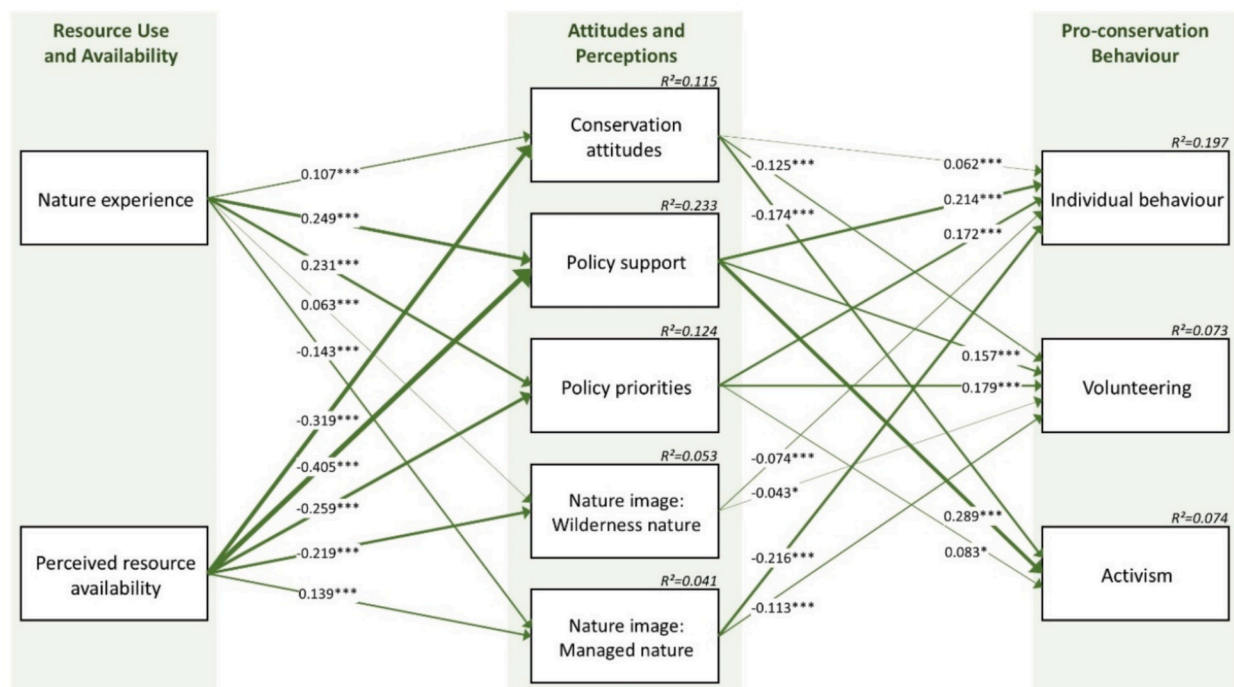 Resource Use
and Availability
Attitudes and
Perceptions
Pro-conservation
Behaviour
Nature experience
Perceived resource
availability
0.107***
0.249***
0.231***
0.063***
-0.143***
-0.319***
-0.405***
-0.259***
-0.219***
0.139***
R²=0.115
Conservation
attitudes
R²=0.233
Policy support
R²=0.124
Policy priorities
R²=0.053
Nature image:
Wilderness nature
R²=0.041
Nature image:
Managed nature
-0.125***
0.062***
-0.174***
0.214***
0.172***
0.157***
0.179***
-0.074***
-0.043*
0.289***
0.083*
-0.216***
-0.113***
R²=0.197
Individual behaviour
R²=0.073
Volunteering
R²=0.074
Activism